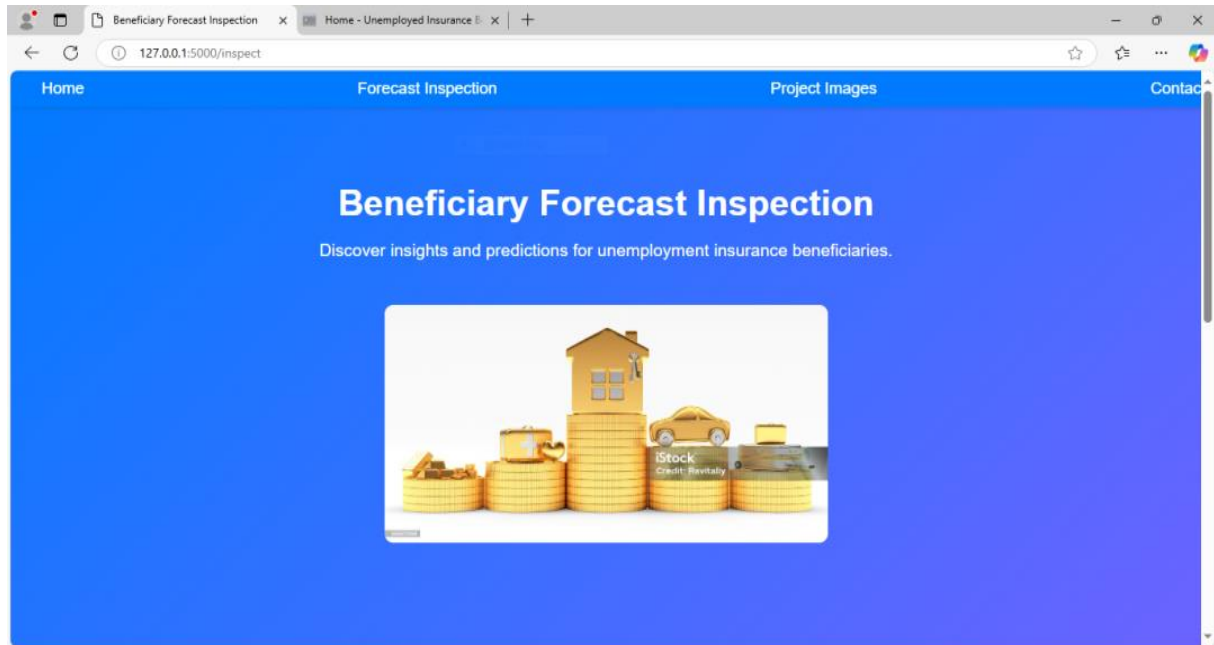 Beneficiary Forecast Inspection
Home - Unemployed Insurance B
127.0.0.1:5000/inspect
Home Forecast Inspection Project Images Contac
Beneficiary Forecast Inspection
Discover insights and predictions for unemployment insurance beneficiaries.
iStock
Credit: Ravitaliy